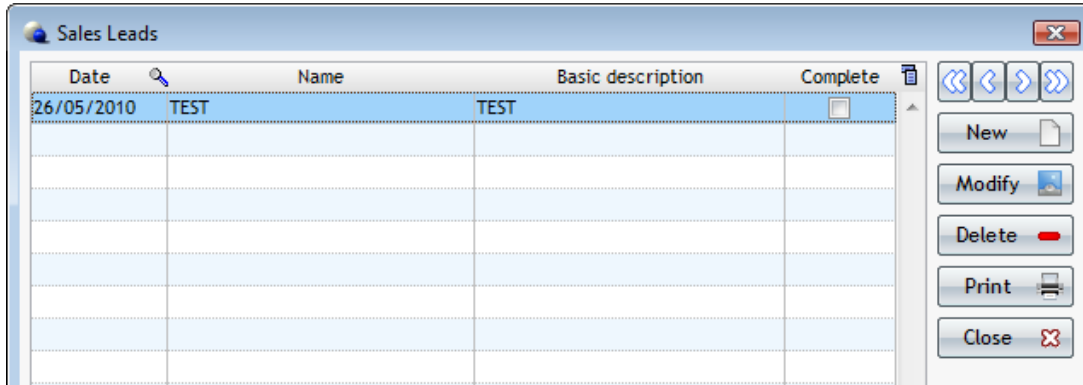 Sales Leads
Date Name Basic description Complete
26/05/2010 TEST TEST
New
Modify
Delete
Print
Close